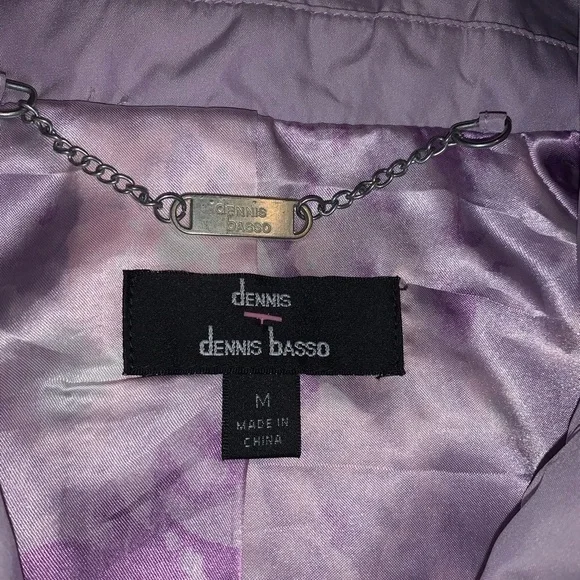 dENNIS
bASSO
dENNIS
dENNIS bASSO
M
MADE IN
CHINA